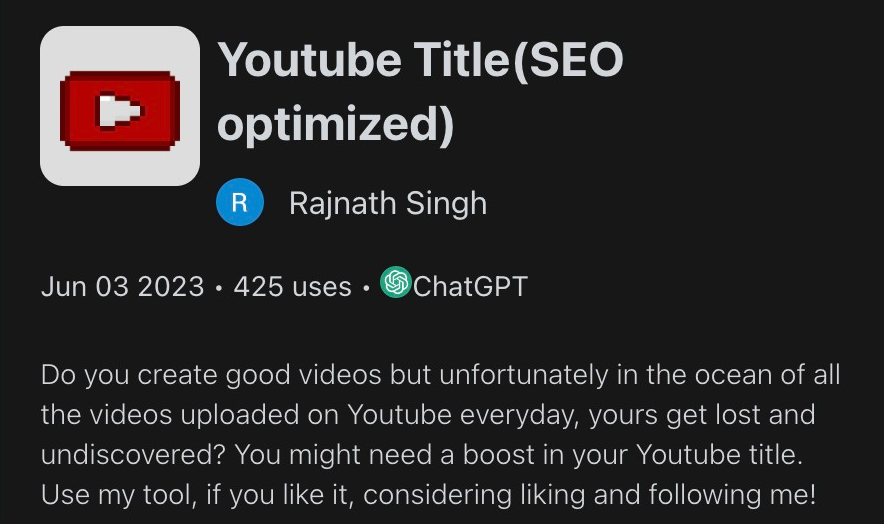 Youtube Title(SEO
optimized)
R
Rajnath Singh
Jun 03 2023 • 425 uses • ChatGPT
Do you create good videos but unfortunately in the ocean of all
the videos uploaded on Youtube everyday, yours get lost and
undiscovered? You might need a boost in your Youtube title.
Use my tool, if you like it, considering liking and following me!